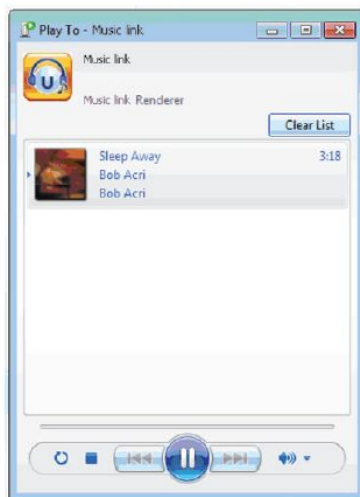 Play To - Music link
Music link
U
Music link Renderer
Clear List
Sleep Away 3:18
Bob Acri
Bob Acri